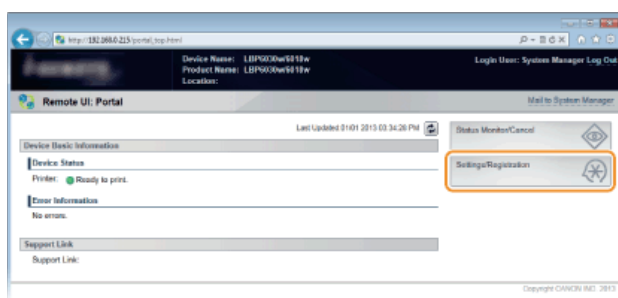 http://192.168.0.215/portal_top.html
Device Name: LBP6030w/6018w
Product Name: LBP6030w/6018w
Location:
Login User: System Manager Log Out
Remote UI: Portal
Mail to System Manager
Last Updated 01/01 2013 03:34:28 PM
Device Basic Information
Device Status
Printer: Ready to print.
Error Information
No errors.
Support Link
Support Link:
Status Monitor/Cancel
Settings/Registration
Copyright CANON INC. 2013